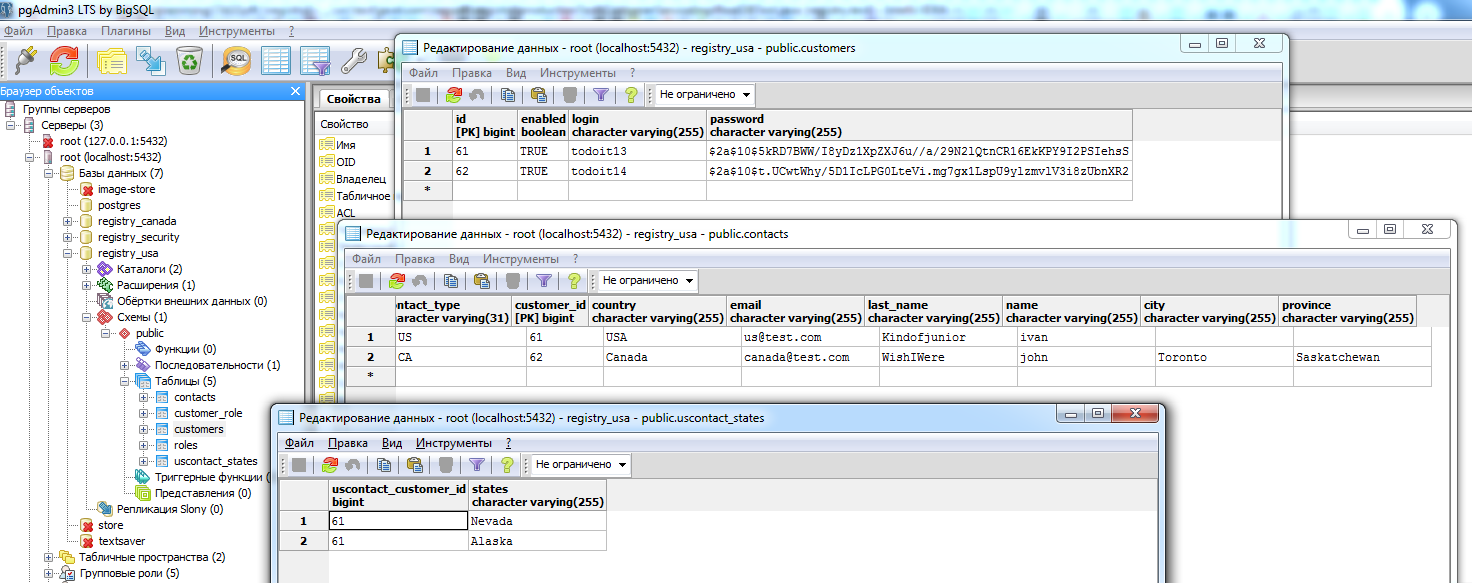 pgAdmin3 LTS by BigSQL
Файл Правка Плагины Вид Инструменты ?
SQL
Браузер объектов
Группы серверов
Серверы (3)
root (127.0.0.1:5432)
root (localhost:5432)
Базы данных (7)
image-store
postgres
registry_canada
registry_security
registry_usa
Каталоги (2)
Расширения (1)
Обёртки внешних данных (0)
Схемы (1)
public
Функции (0)
Последовательности (1)
Таблицы (5)
contacts
customer_role
customers
roles
uscontact_states
Триггерные функции (
Представления (0)
Репликация Slony (0)
store
textsaver
Табличные пространства (2)
Групповые роли (5)
Свойства
Свойство
Имя
OID
Владелец
Табличное
ACL
Редактирование данных - root (localhost:5432) - registry_usa - public.customers
Файл Правка Вид Инструменты ?
Не ограничено
id enabled login password
[PK] bigint boolean character varying(255) character varying(255)
1 61 TRUE todoit13 $2a$10$5kRD7BWW/I8yDz1XpZXJ6u//a/29N2lQtnCR16EkKPY9I2PSIehsS
2 62 TRUE todoit14 $2a$10$t.UCwtWhy/5D1IcLPG0LteVi.mg7gx1LspU9ylzmvlV3i8zUbnXR2
*
Редактирование данных - root (localhost:5432) - registry_usa - public.contacts
Файл Правка Вид Инструменты ?
Не ограничено
ntact_type customer_id country email last_name name city province
aracter varying(31) [PK] bigint character varying(255) character varying(255) character varying(255) character varying(255) character varying(255) character varying(255)
1 US 61 USA us@test.com Kindofjunior ivan
2 CA 62 Canada canada@test.com WishIWere john Toronto Saskatchewan
*
Редактирование данных - root (localhost:5432) - registry_usa - public.uscontact_states
Файл Правка Вид Инструменты ?
Не ограничено
uscontact_customer_id states
bigint character varying(255)
1 61 Nevada
2 61 Alaska